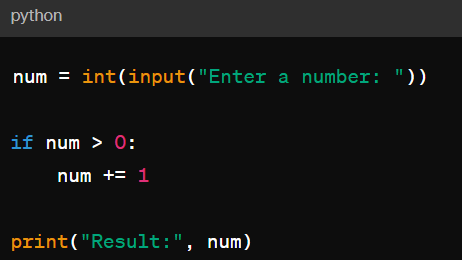 python
num = int(input("Enter a number: "))
if num > 0:
    num += 1
print("Result:", num)